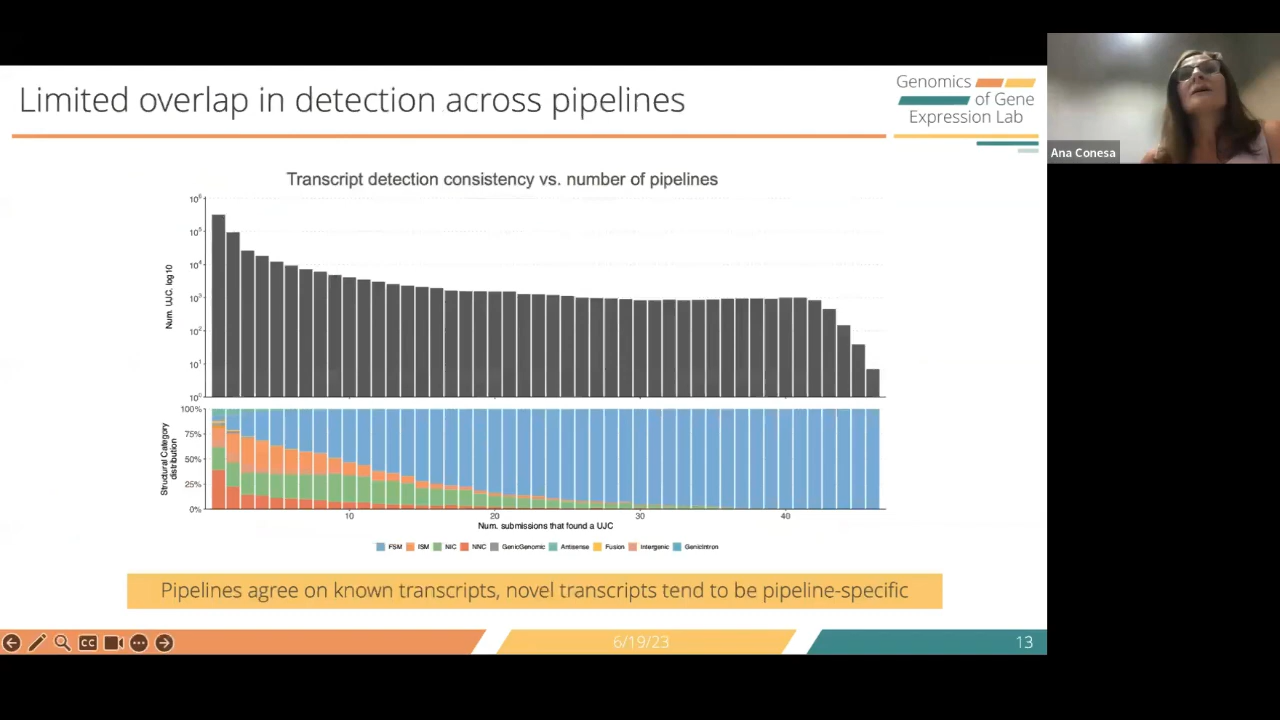 Limited overlap in detection across pipelines
Genomics
of Gene
Expression Lab
Ana Conesa
Transcript detection consistency vs. number of pipelines
Num. UJC. log10
10⁶
10⁵
10⁴
10³
10²
10¹
10⁰
Structural Category
distribution
100%
75%
50%
25%
0%
10
20
30
40
Num. submissions that found a UJC
FSM
ISM
NIC
NNC
GenicGenomic
Antisense
Fusion
Intergenic
GenicIntron
Pipelines agree on known transcripts, novel transcripts tend to be pipeline-specific
CC
6/19/23
13